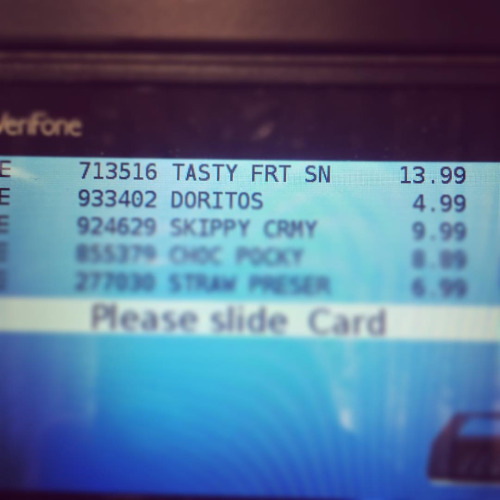 VeriFone
E 713516 TASTY FRT SN 13.99
E 933402 DORITOS 4.99
E 924629 SKIPPY CRMY 9.99
E 855379 CHOC POCKY 8.89
E 277030 STRAW PRESER 6.99
Please slide Card